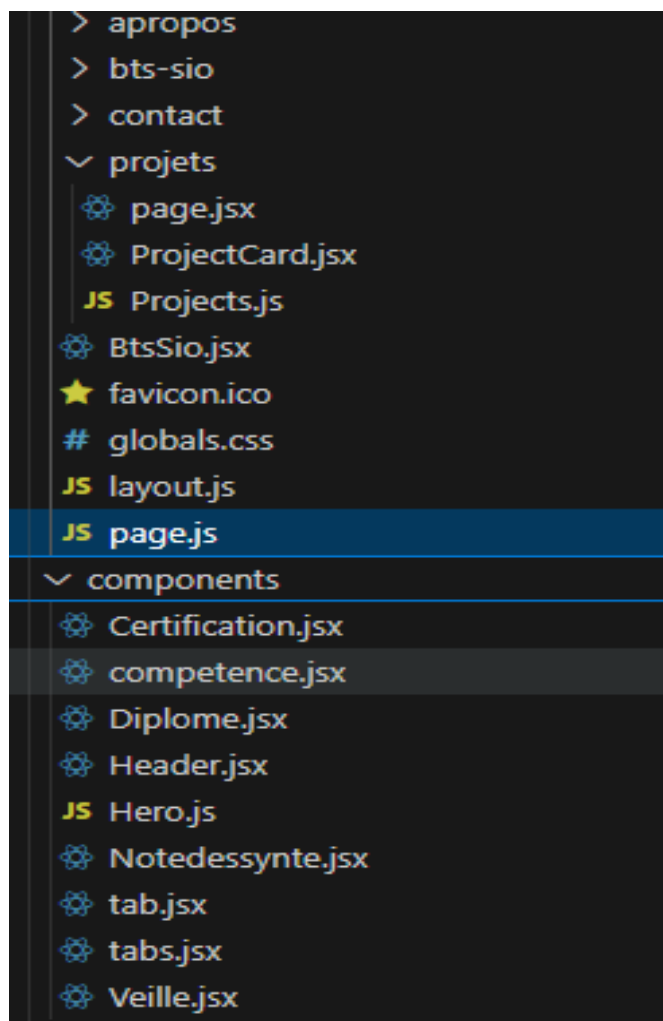 apropos
bts-sio
contact
projets
page.jsx
ProjectCard.jsx
JS Projects.js
BtsSio.jsx
favicon.ico
# globals.css
JS layout.js
JS page.js
components
Certification.jsx
competence.jsx
Diplome.jsx
Header.jsx
JS Hero.js
Notedessynte.jsx
tab.jsx
tabs.jsx
Veille.jsx